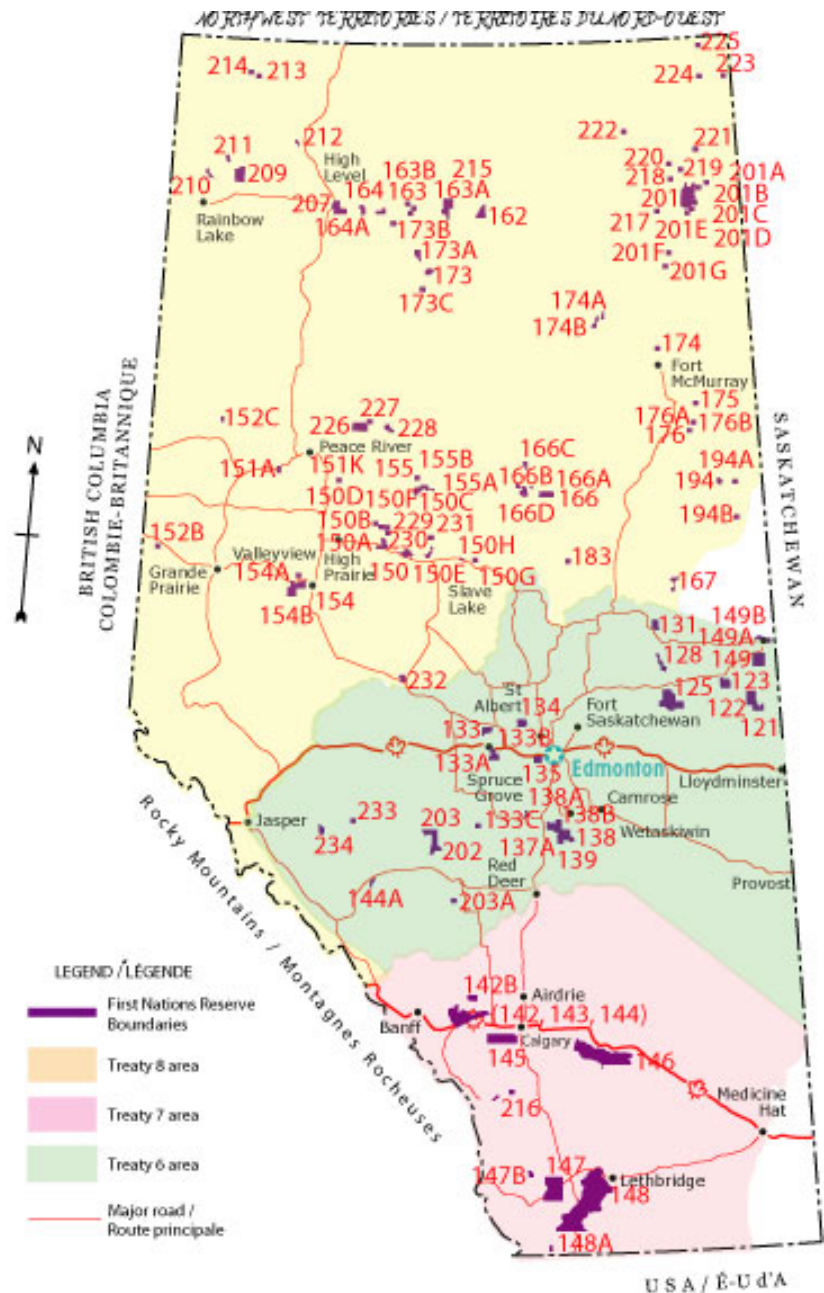 NORTHWEST TERRITORIES / TERRITOIRES DU NORD-OUEST
225
214 213
224 223
222
212
221
211
High
Level
163B 215
220 219
209
218 201A
210
164 163 163A
201 201B
207
162
201C
Rainbow
Lake
164A
173B
217 201E
201D
173A
201F
173
201G
173C
174A
174B
174
Fort
McMurray
BRITISH COLUMBIA
COLOMBIE-BRITANNIQUE
SASKATCHEWAN
175
152C
227
176A 176B
226 228
176
N
Peace River
166C
151A
151K 155 155B
194A
166B 166A
155A
194
150D 150F 150C
166
166D
194B
150B 229 231
152B
150A 230
150H
183
Valleyview
High
Prairie
Grande
Prairie
154A
150 150E
150G
167
154
Slave
Lake
154B
149B
131
149A
128
149
232
St
Albert
134
Fort
Saskatchewan
125
123
122
121
133 133B
133A
Edmonton
Spruce
Grove
135
Lloydminster
138A
Camrose
Jasper
233
203
133C
138B
234
138
Wetaskiwin
202
137A
139
Red
Deer
Provost
144A
203A
Rocky Mountains / Montagnes Rocheuses
LEGEND / LÉGENDE
142B
Airdrie
First Nations Reserve
Boundaries
Banff
(142, 143, 144)
Calgary
145
146
Treaty 8 area
Medicine
Hat
216
Treaty 7 area
Treaty 6 area
147B 147
Lethbridge
148
Major road /
Route principale
148A
USA / É-U d'A